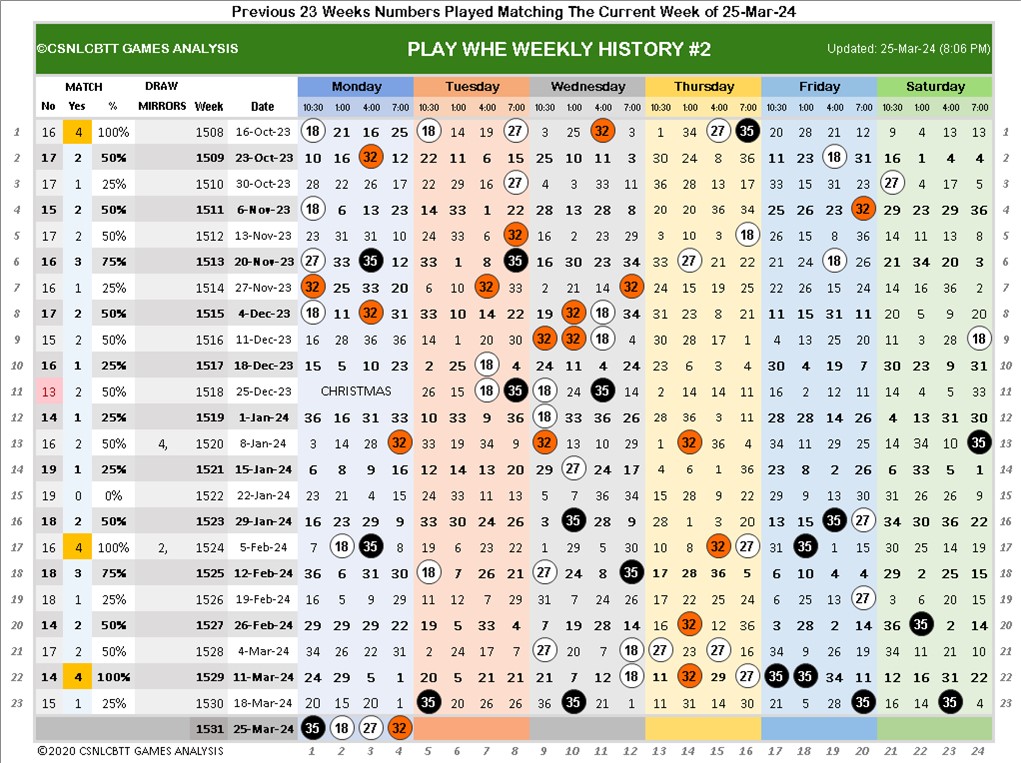 Previous 23 Weeks Numbers Played Matching The Current Week of 25-Mar-24
©CSNLCBTT GAMES ANALYSIS PLAY WHE WEEKLY HISTORY #2 Updated: 25-Mar-24 (8:06 PM)
MATCH DRAW Monday Tuesday Wednesday Thursday Friday Saturday
No Yes % MIRRORS Week Date 10:30 1:00 4:00 7:00 10:30 1:00 4:00 7:00 10:30 1:00 4:00 7:00 10:30 1:00 4:00 7:00 10:30 1:00 4:00 7:00 10:30 1:00 4:00 7:00
1 16 4 100% 1508 16-Oct-23 18 21 16 25 18 14 19 27 3 25 32 3 1 34 27 35 20 28 21 12 9 4 13 13 1
2 17 2 50% 1509 23-Oct-23 10 16 32 12 22 11 6 15 25 10 11 3 30 24 8 36 11 23 18 31 16 1 4 4 2
3 17 1 25% 1510 30-Oct-23 28 22 26 17 22 29 16 27 4 3 33 11 36 28 13 17 33 15 31 23 27 4 17 5 3
4 15 2 50% 1511 6-Nov-23 18 6 13 23 14 33 1 22 28 13 28 8 20 20 36 34 25 26 23 32 29 23 29 36 4
5 17 2 50% 1512 13-Nov-23 23 31 31 10 24 33 6 32 16 2 23 29 3 10 3 18 26 15 8 36 14 11 13 8 5
6 16 3 75% 1513 20-Nov-23 27 33 35 12 33 1 8 35 16 30 23 34 33 27 21 22 21 24 18 26 21 34 20 3 6
7 16 1 25% 1514 27-Nov-23 32 25 33 20 6 10 32 33 2 21 14 32 24 15 19 25 22 26 15 24 14 16 36 2 7
8 17 2 50% 1515 4-Dec-23 18 11 32 31 33 10 14 22 19 32 18 34 31 23 8 21 11 15 31 11 20 5 9 20 8
9 15 2 50% 1516 11-Dec-23 16 28 36 36 14 1 20 30 32 32 18 4 30 28 17 1 4 13 25 20 11 3 28 18 9
10 16 1 25% 1517 18-Dec-23 15 5 10 23 2 25 18 4 24 11 4 24 23 6 3 4 30 4 19 7 30 23 9 31 10
11 13 2 50% 1518 25-Dec-23 CHRISTMAS 26 15 18 35 18 24 35 14 2 14 14 11 16 2 12 11 14 4 5 33 11
12 14 1 25% 1519 1-Jan-24 36 16 31 33 10 33 9 36 18 33 36 26 28 36 3 11 28 28 14 26 4 13 31 30 12
13 16 2 50% 4, 1520 8-Jan-24 3 14 28 32 33 19 34 9 32 13 10 29 1 32 36 4 34 11 29 25 14 34 10 35 13
14 19 1 25% 1521 15-Jan-24 6 8 9 16 12 14 13 20 29 27 24 17 4 6 1 36 23 8 2 26 6 33 5 1 14
15 19 0 0% 1522 22-Jan-24 23 21 4 15 24 33 11 13 5 7 36 34 15 28 9 22 29 9 13 30 31 26 26 9 15
16 18 2 50% 1523 29-Jan-24 16 23 29 9 33 30 24 26 3 35 28 9 28 1 3 20 13 15 35 27 34 30 36 22 16
17 16 4 100% 2, 1524 5-Feb-24 7 18 35 8 19 6 23 22 1 29 5 30 10 8 32 27 31 35 1 15 30 25 14 19 17
18 18 3 75% 1525 12-Feb-24 36 6 31 30 18 7 26 21 27 24 8 35 17 28 36 5 6 10 4 4 29 2 25 15 18
19 18 1 25% 1526 19-Feb-24 16 5 9 29 11 12 7 29 31 7 24 26 17 22 25 24 6 25 13 27 3 6 20 15 19
20 14 2 50% 1527 26-Feb-24 29 29 29 22 19 5 33 4 7 19 28 14 16 32 12 36 3 28 2 14 36 35 2 14 20
21 17 2 50% 1528 4-Mar-24 34 26 22 31 2 24 17 7 27 20 7 18 27 23 27 16 34 9 26 19 34 11 21 10 21
22 14 4 100% 1529 11-Mar-24 24 29 5 1 20 5 21 21 21 7 12 18 11 32 29 27 35 35 34 11 12 16 31 22 22
23 15 1 25% 1530 18-Mar-24 20 15 20 1 35 20 26 26 36 35 21 1 11 31 14 30 21 5 28 35 16 14 35 4 23
1531 25-Mar-24 35 18 27 32
©2020 CSNLCBTT GAMES ANALYSIS 1 2 3 4 5 6 7 8 9 10 11 12 13 14 15 16 17 18 19 20 21 22 23 24